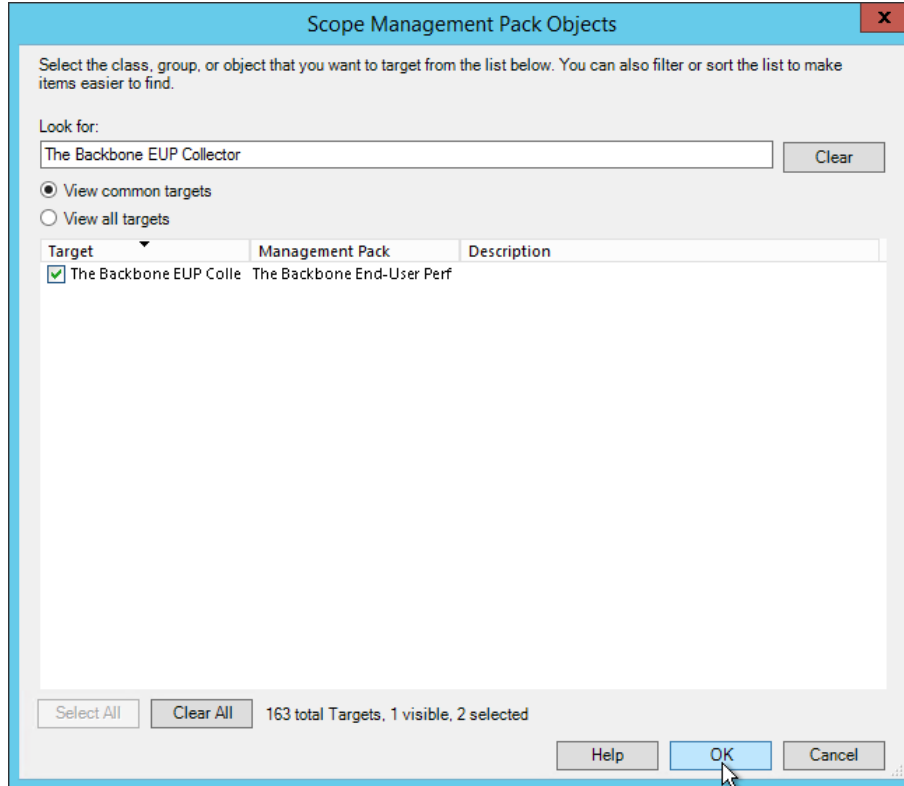 Scope Management Pack Objects
x
Select the class, group, or object that you want to target from the list below. You can also filter or sort the list to make
items easier to find.
Look for:
The Backbone EUP Collector
Clear
View common targets
View all targets
Target Management Pack Description
The Backbone EUP Colle The Backbone End-User Perf
Select All Clear All 163 total Targets, 1 visible, 2 selected
Help OK Cancel